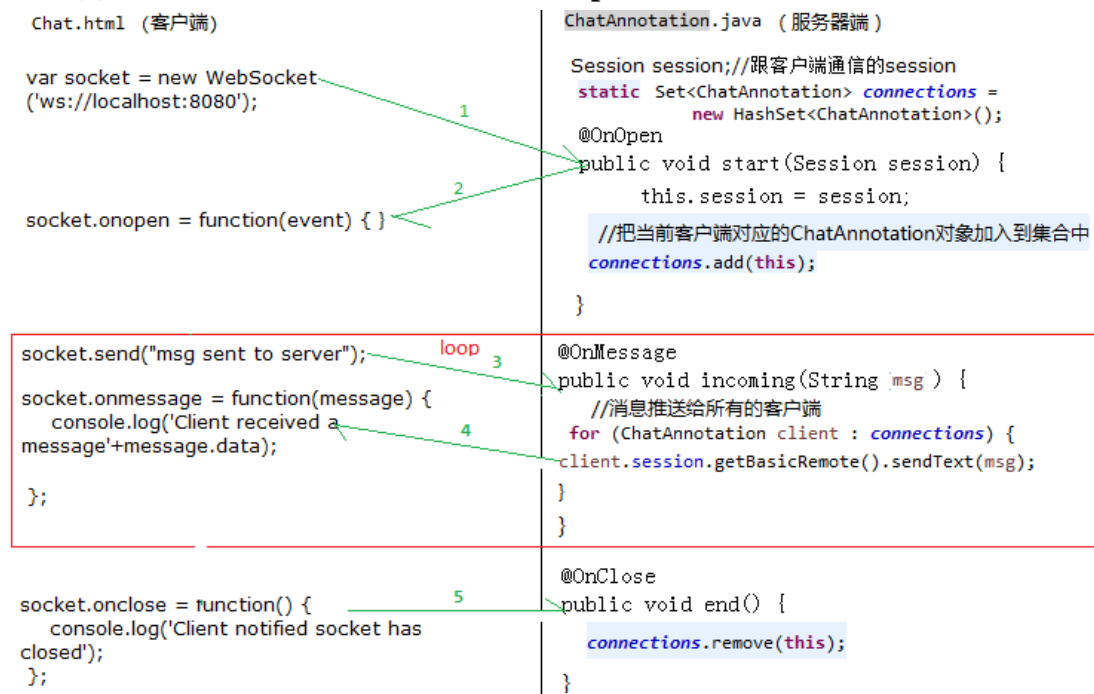 Chat.html (客户端)
var socket = new WebSocket
('ws://localhost:8080');
1
2
socket.onopen = function(event) { }
ChatAnnotation.java （服务器端）
Session session;//跟客户端通信的session
static Set<ChatAnnotation> connections =
new HashSet<ChatAnnotation>();
@OnOpen
public void start(Session session) {
this.session = session;
//把当前客户端对应的ChatAnnotation对象加入到集合中
connections.add(this);
}
socket.send("msg sent to server");
loop
3
socket.onmessage = function(message) {
console.log('Client received a
message'+message.data);
4
};
@OnMessage
public void incoming(String msg ) {
//消息推送给所有的客户端
for (ChatAnnotation client : connections) {
client.session.getBasicRemote().sendText(msg);
}
}
socket.onclose = function() {
console.log('Client notified socket has
closed');
};
5
@OnClose
public void end() {
connections.remove(this);
}